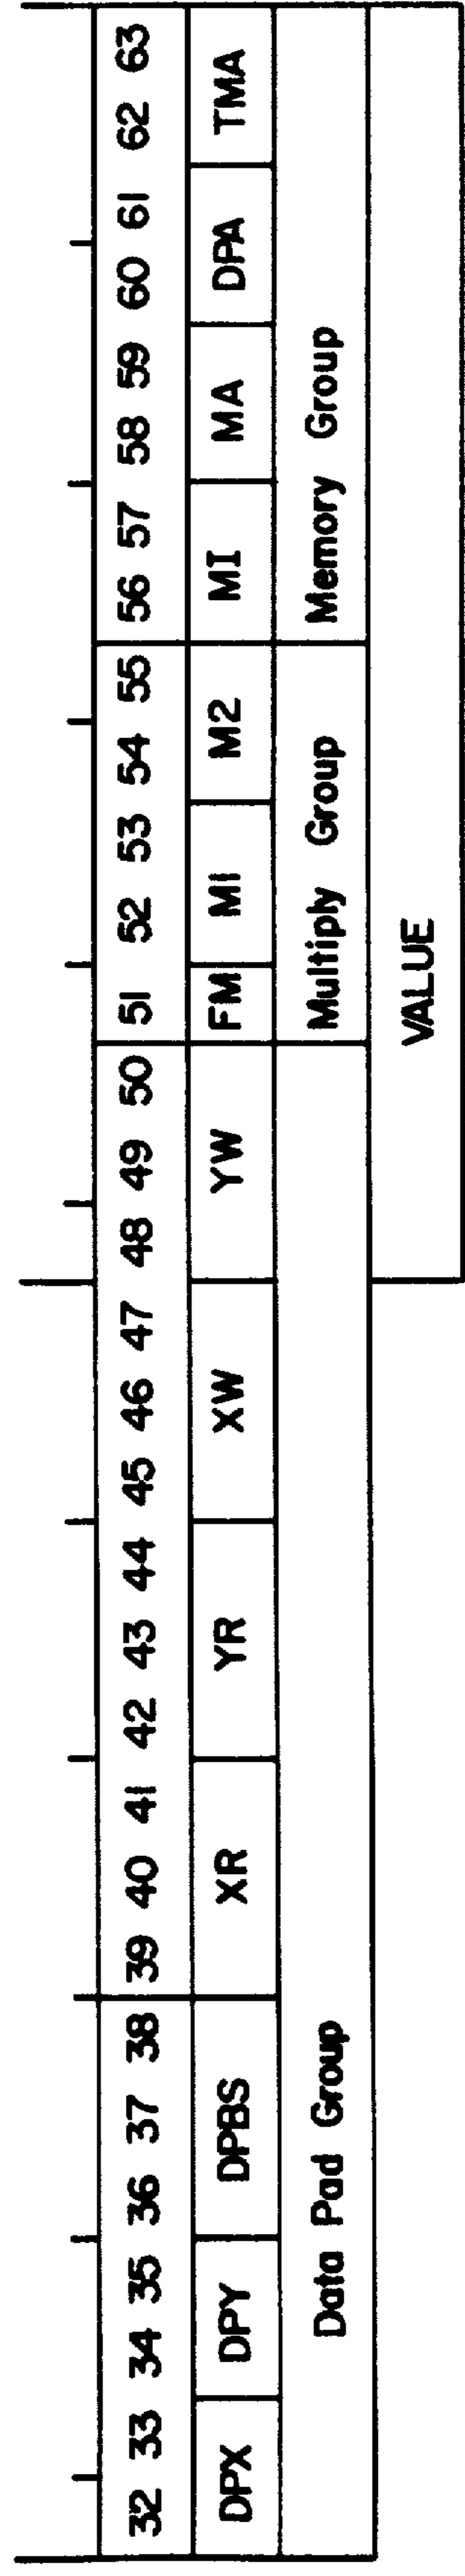 32 33 34 35 36 37 38 39 40 41 42 43 44 45 46 47 48 49 50 51 52 53 54 55 56 57 58 59 60 61 62 63
DPX DPY DPBS XR YR XW YW FM M1 M2 MI MA DPA TMA
Data Pad Group Multiply Group Memory Group
VALUE